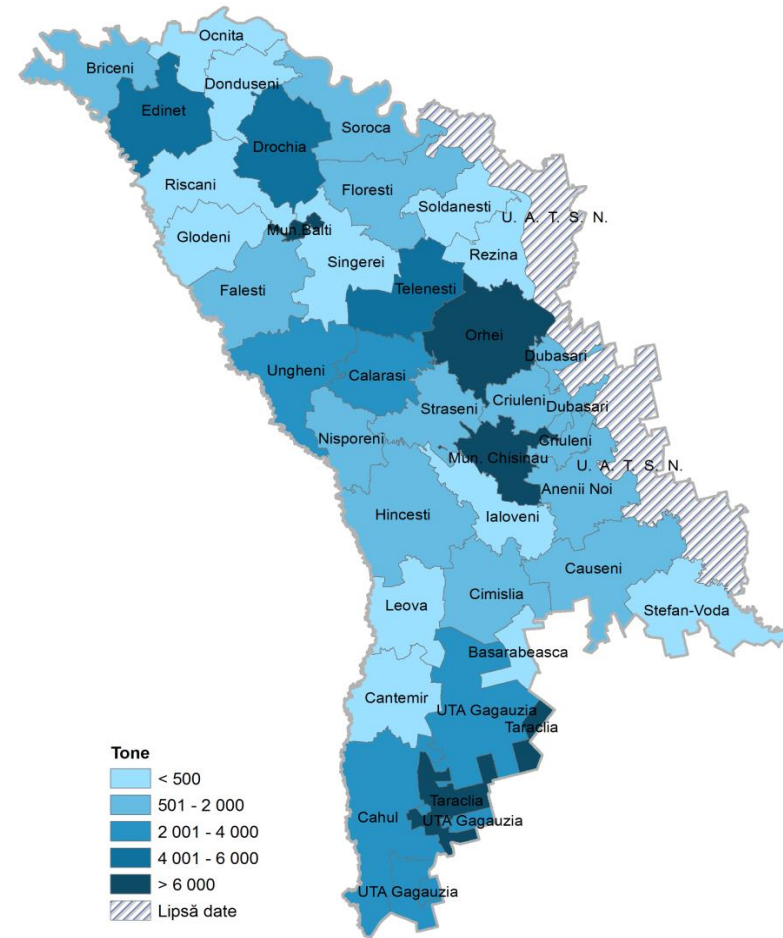 Ocnita
Briceni
Donduseni
Edinet
Soroca
Drochia
Riscani
Floresti
Soldanesti
U. A. T. S. N.
Mun.Balti
Glodeni
Singerei
Rezina
Falesti
Telenesti
Orhei
Dubasari
Ungheni
Calarasi
Criuleni
Dubasari
Straseni
Nisporeni
Criuleni
Mun. Chisinau
U. A. T. S. N.
Anenii Noi
Hincesti
Ialoveni
Causeni
Cimislia
Leova
Stefan-Voda
Basarabeasca
Cantemir
UTA Gagauzia
Taraclia
Taraclia
Cahul
UTA Gagauzia
UTA Gagauzia
Tone
< 500
501 - 2 000
2 001 - 4 000
4 001 - 6 000
> 6 000
Lipsă date